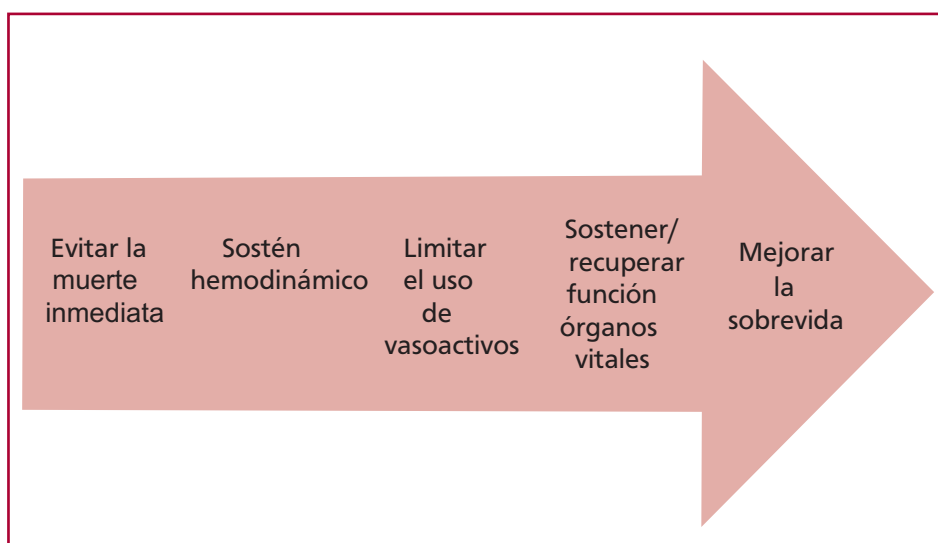 Evitar la
muerte
inmediata
Sostén
hemodinámico
Limitar
el uso
de
vasoactivos
Sostener/
recuperar
función
órganos
vitales
Mejorar
la
sobrevida